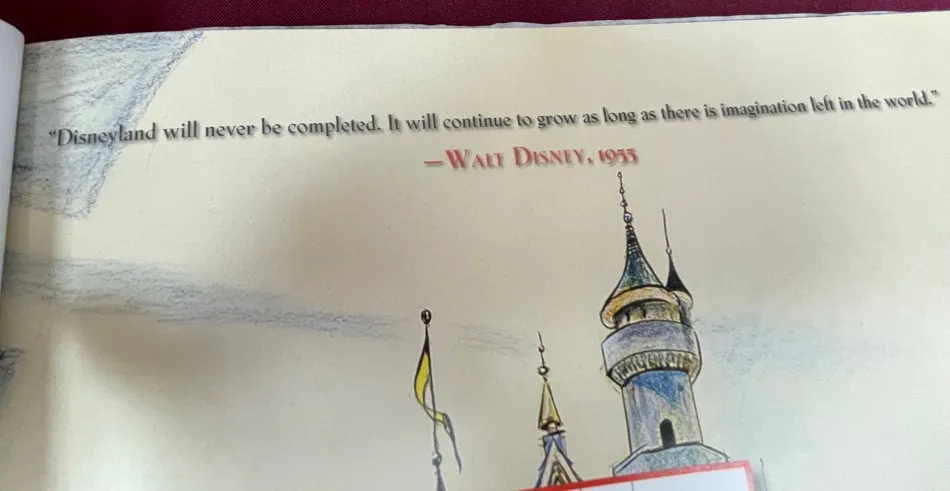 "Disneyland will never be completed. It will continue to grow as long as there is imagination left in the world."
—WALT DISNEY, 1955